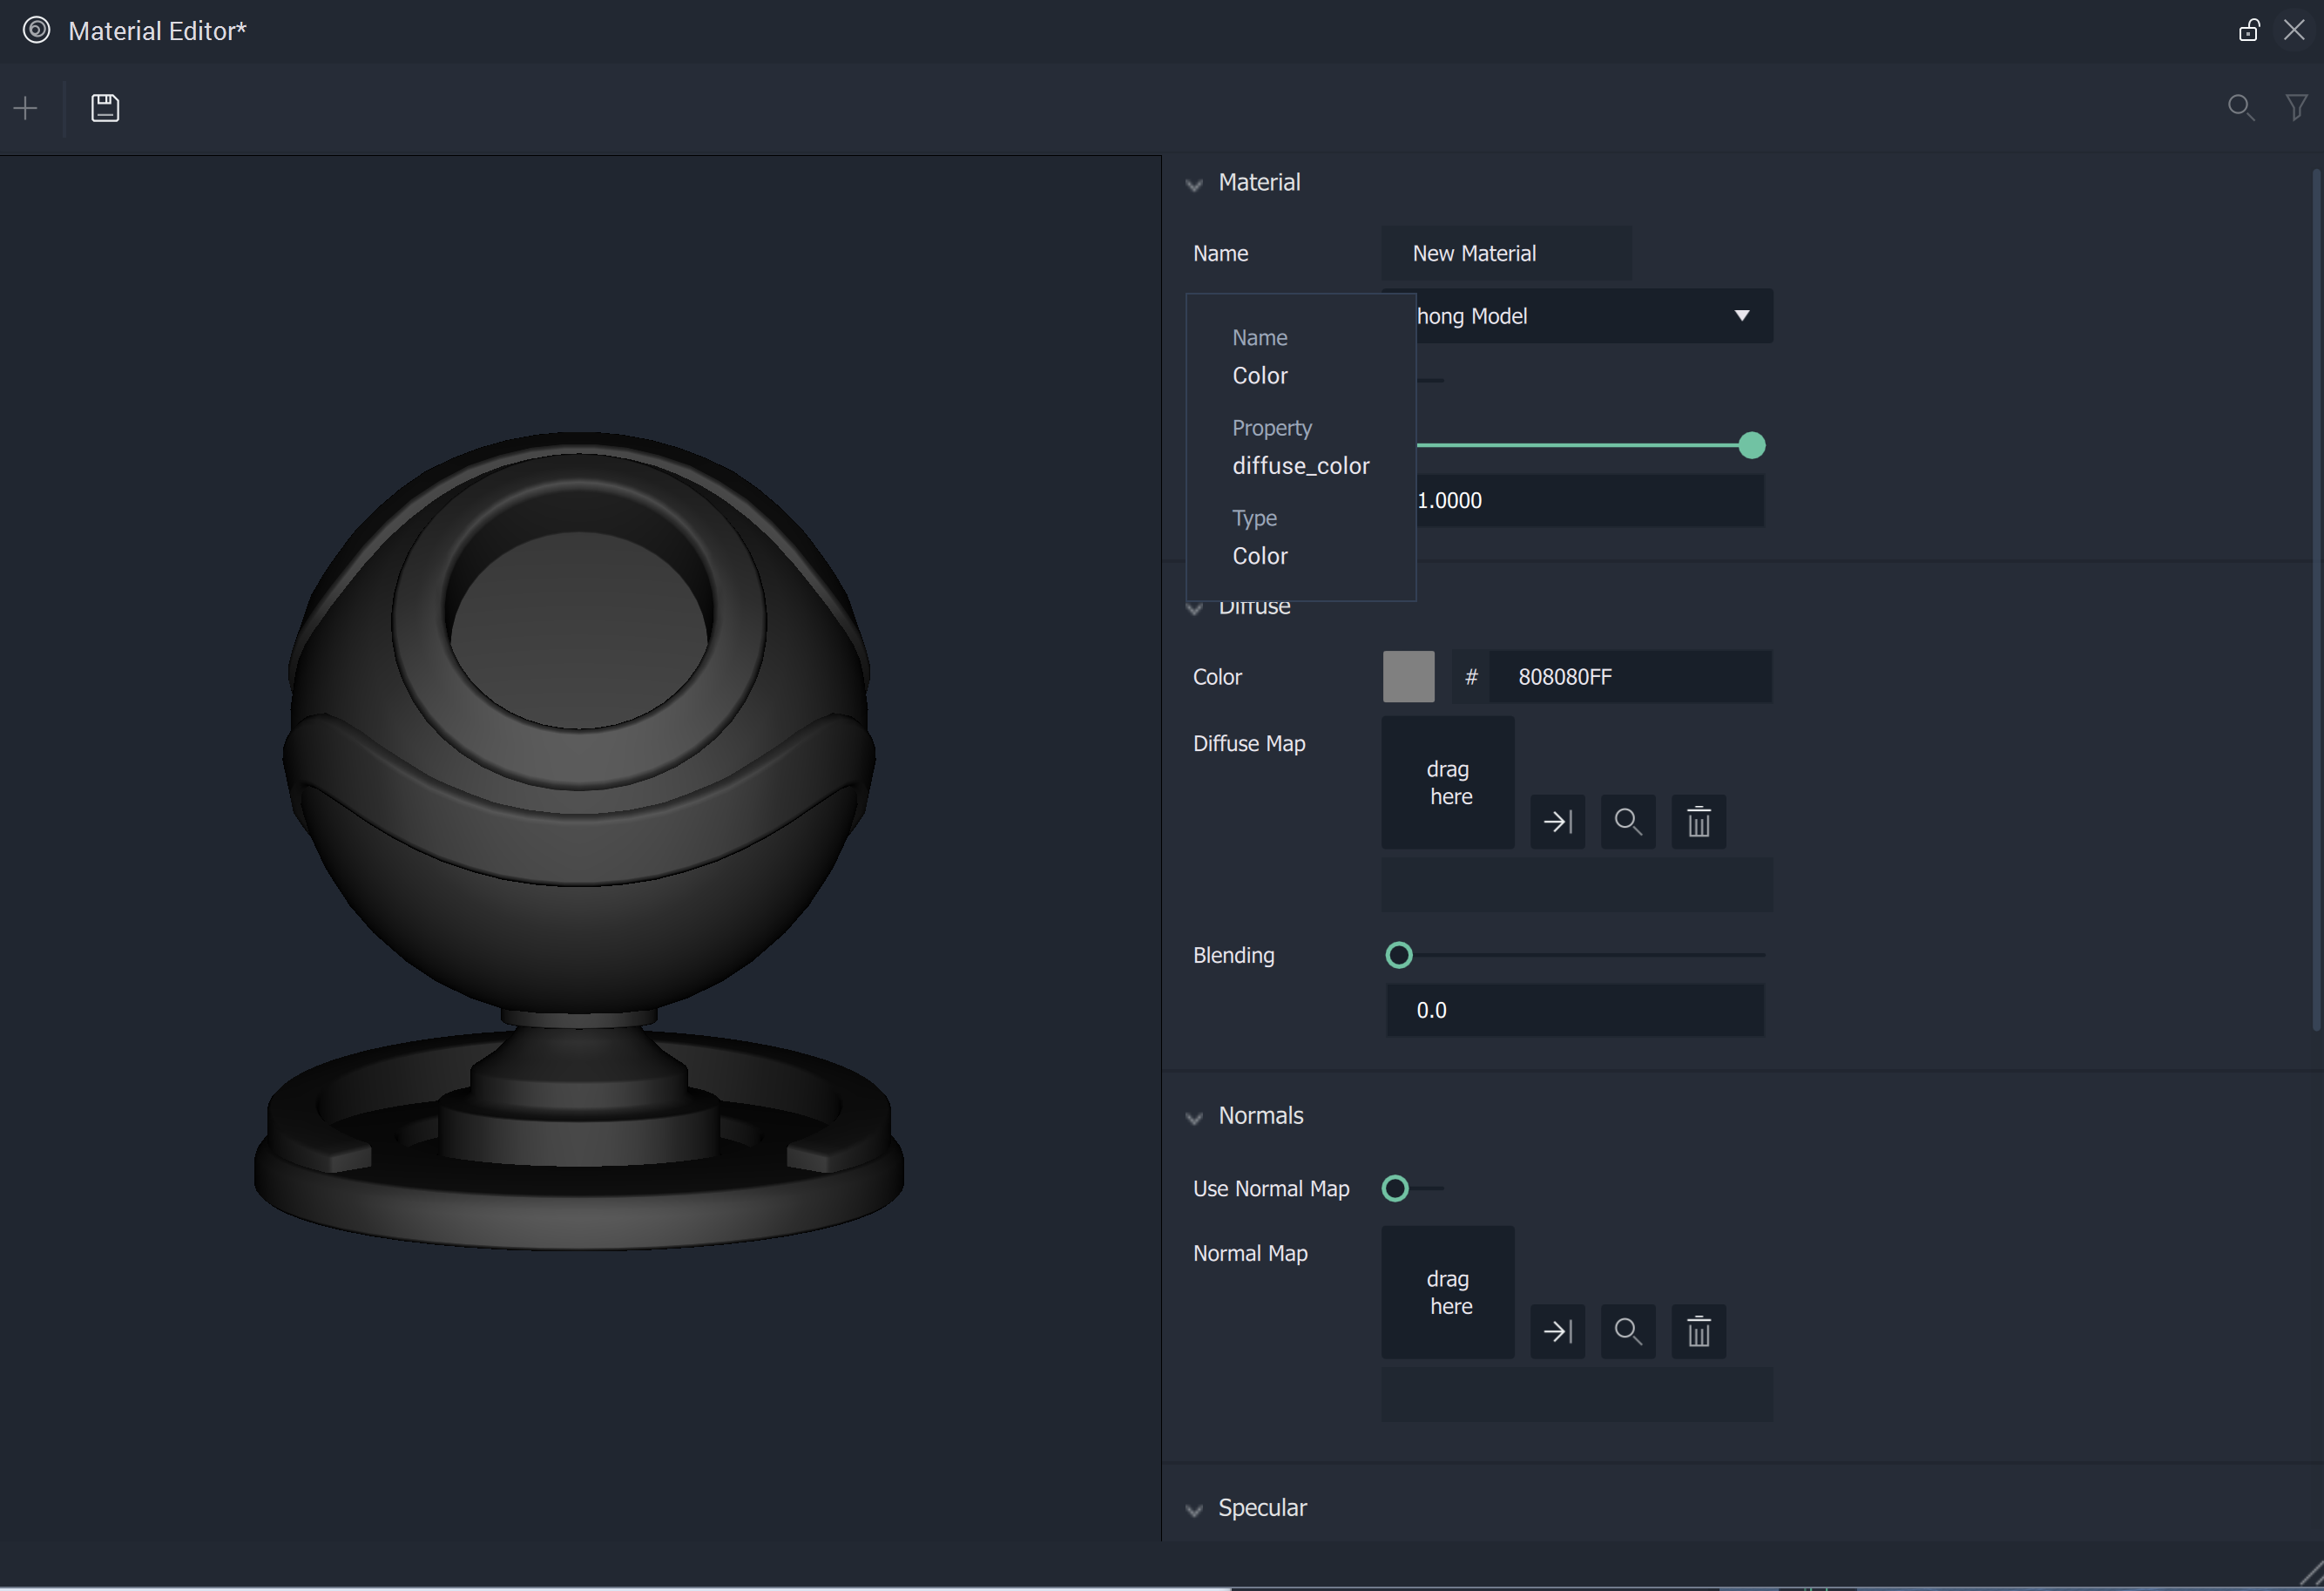 Material Editor*
Material
Name
New Material
hong Model
Name
Color
Property
diffuse_color
Type
Color
1.0000
Diffuse
Color
# 808080FF
Diffuse Map
drag
here
Blending
0.0
Normals
Use Normal Map
Normal Map
drag
here
Specular